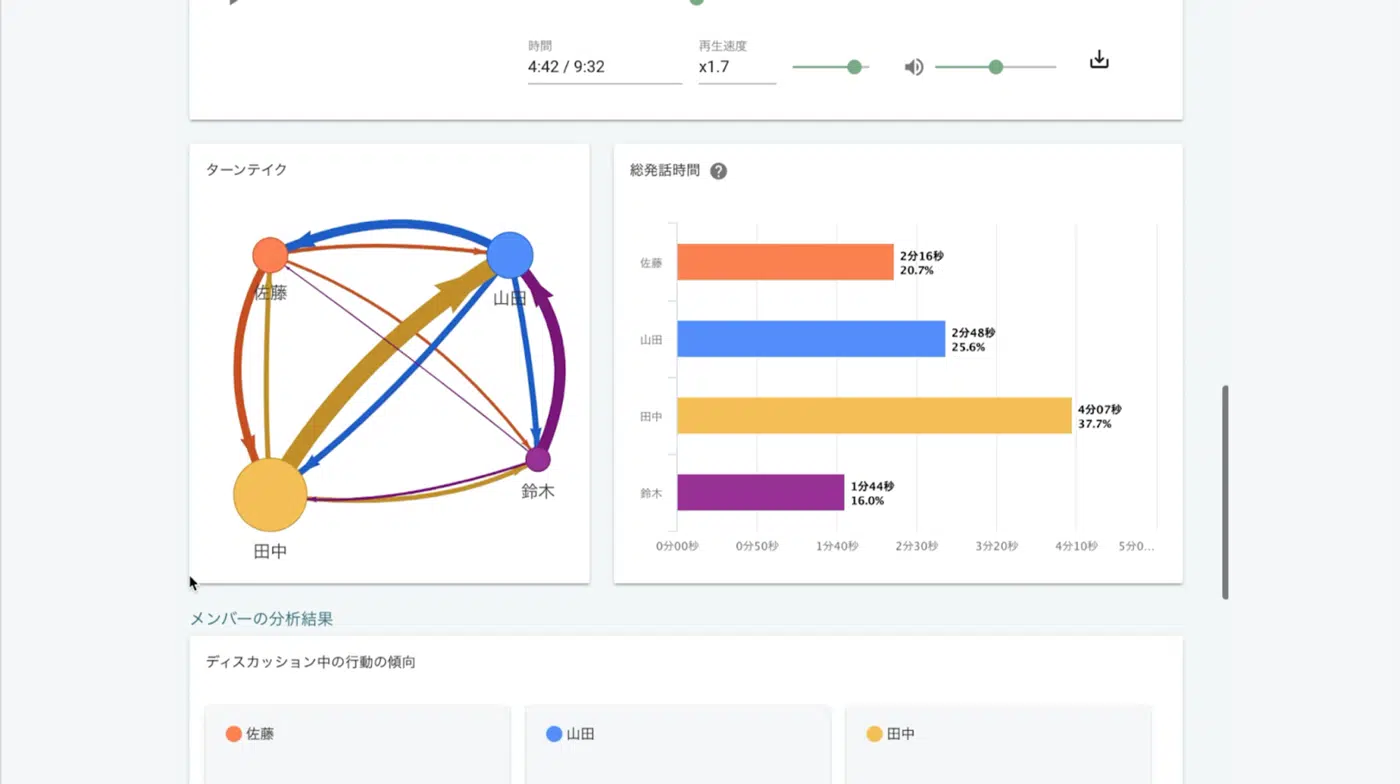 時間
4:42 / 9:32
再生速度
x1.7
ターンテイク
佐藤
山田
鈴木
田中
総発話時間 ?
佐藤
2分16秒
20.7%
山田
2分48秒
25.6%
田中
4分07秒
37.7%
鈴木
1分44秒
16.0%
0分00秒 0分50秒 1分40秒 2分30秒 3分20秒 4分10秒 5分0...
メンバーの分析結果
ディスカッション中の行動の傾向
佐藤 山田 田中